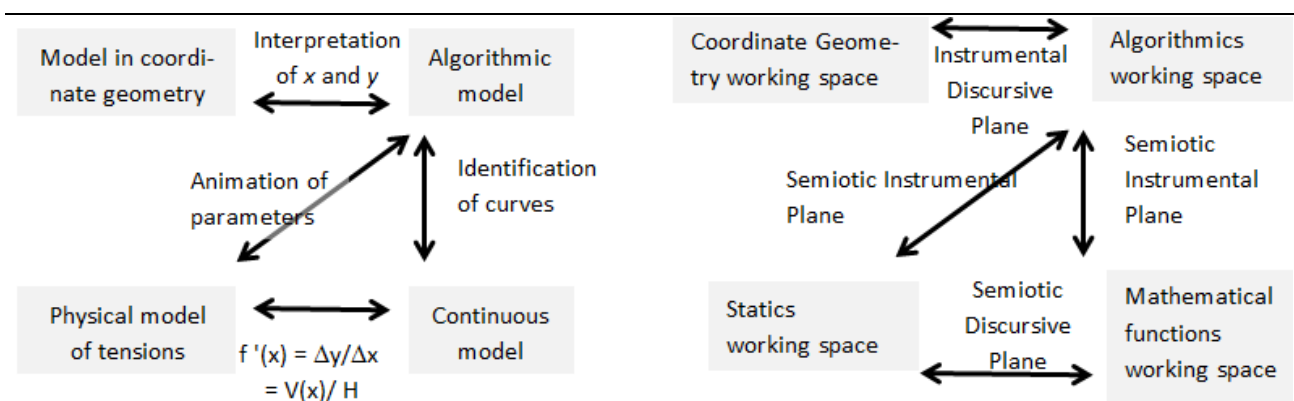 Model in coordi-
nate geometry
Interpretation
of x and y
Algorithmic
model
Animation of
parameters
Identification
of curves
Physical model
of tensions
f '(x) = Δy/Δx
= V(x)/ H
Continuous
model
Coordinate Geome-
try working space
Instrumental
Discursive
Plane
Algorithmics
working space
Semiotic Instrumental
Plane
Semiotic
Instrumental
Plane
Statics
working space
Semiotic
Discursive
Plane
Mathematical
functions
working space